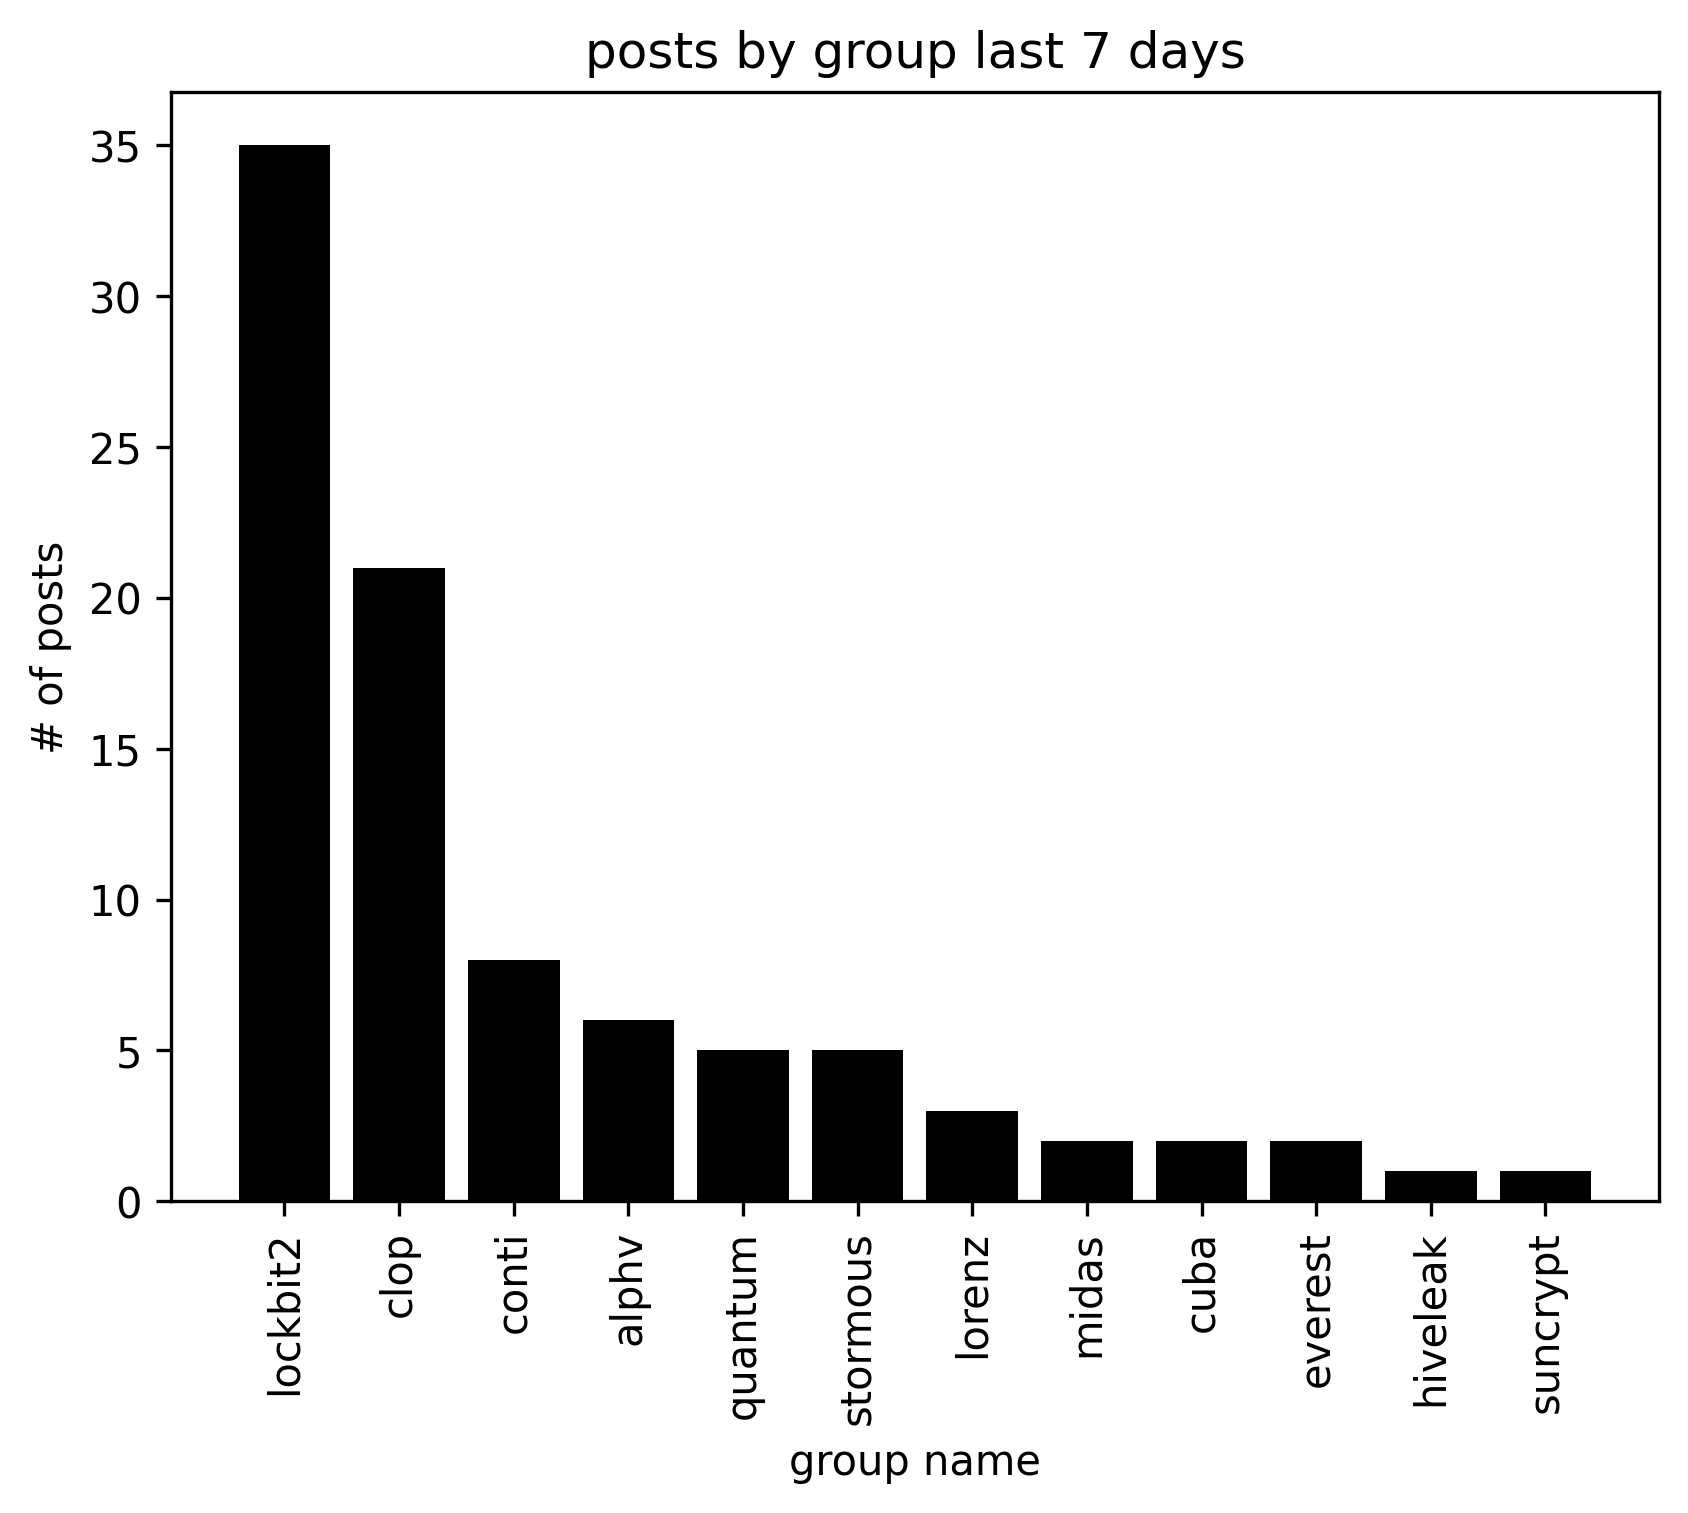 posts by group last 7 days
# of posts
35
30
25
20
15
10
5
0
lockbit2
clop
conti
alphv
quantum
stormous
lorenz
midas
cuba
everest
hiveleak
suncrypt
group name